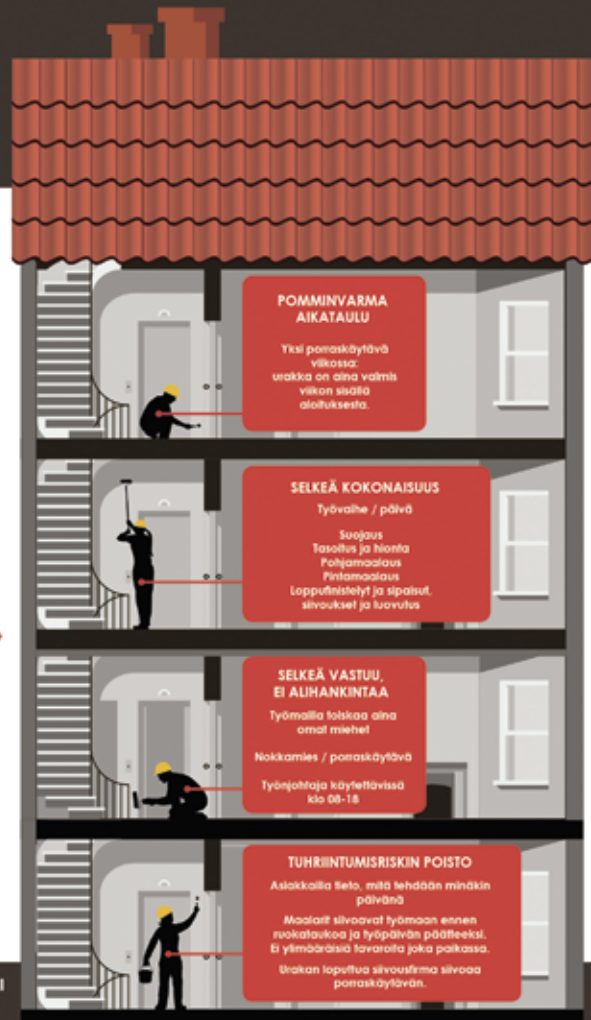 POMMINVARMA
AIKATAULU
Yksi porraskäytävä
viikossa:
urakka on aina valmis
viikon sisällä
aloituksesta.
SELKEÄ KOKONAISUUS
Työvaihe / päivä
Suojaus
Tasoitus ja hionta
Pohjamaalaus
Pintamaalaus
Loppufinistelyt ja sipaisut,
siivoukset ja luovutus
SELKEÄ VASTUU,
EI ALIHANKINTAA
Työmailla toiskaa aina
omat miehet
Nokkamies / porraskäytävä
Työnjohtaja käytettävissä
klo 08-18
TUHRIINTUMISRISKIN POISTO
Asiakkailla tieto, mitä tehdään minäkin
päivänä
Maalarit siivoavat työmaan ennen
ruokataukoa ja työpäivän päätteeksi.
Ei ylimääräisiä tavaroita joka paikassa.
Urakan loputtua siivousfirma siivoaa
porraskäytävän.